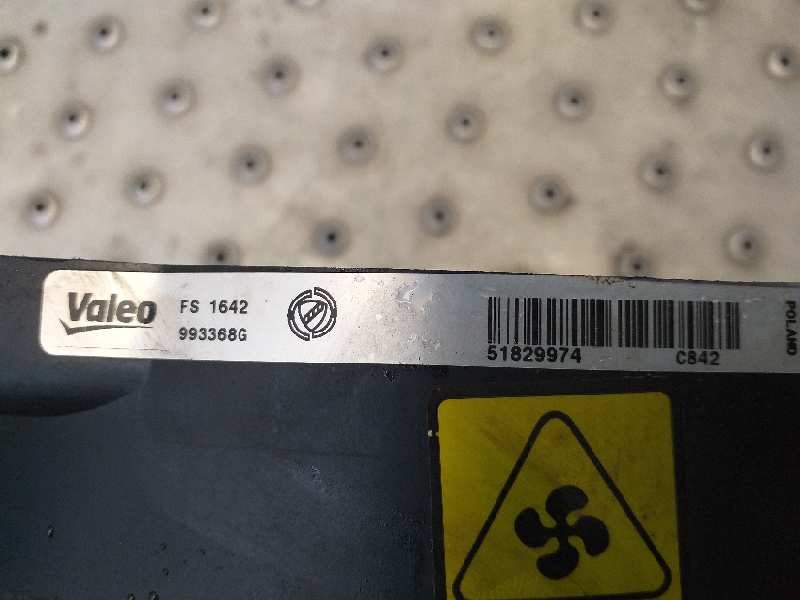 Valeo FS 1642
993368G
51829974 C842
POLAND